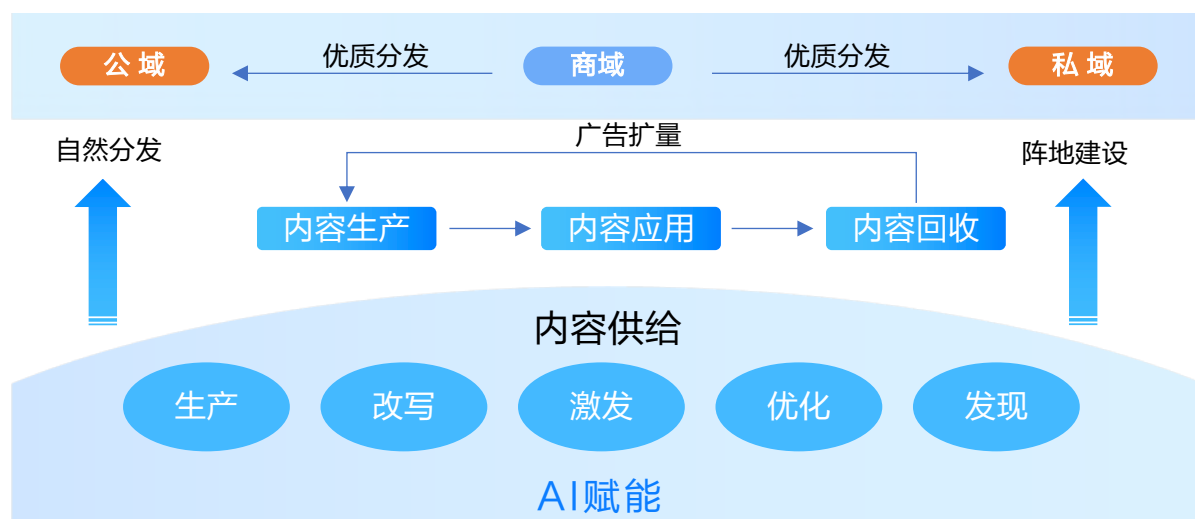 公域
优质分发
商域
优质分发
私域
自然分发
广告扩量
阵地建设
内容生产
内容应用
内容回收
内容供给
生产
改写
激发
优化
发现
AI赋能